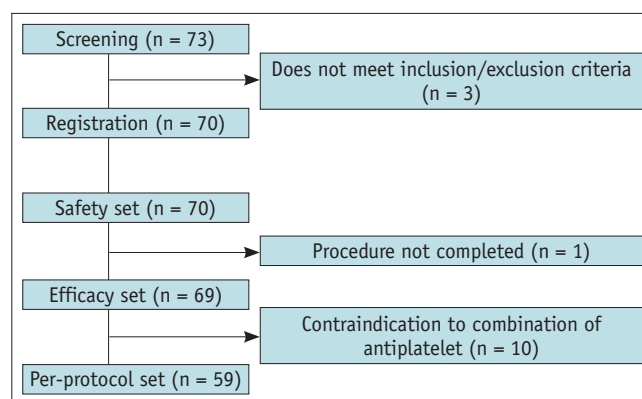 Screening (n = 73)
Does not meet inclusion/exclusion criteria
(n = 3)
Registration (n = 70)
Safety set (n = 70)
Procedure not completed (n = 1)
Efficacy set (n = 69)
Contraindication to combination of
antiplatelet (n = 10)
Per-protocol set (n = 59)